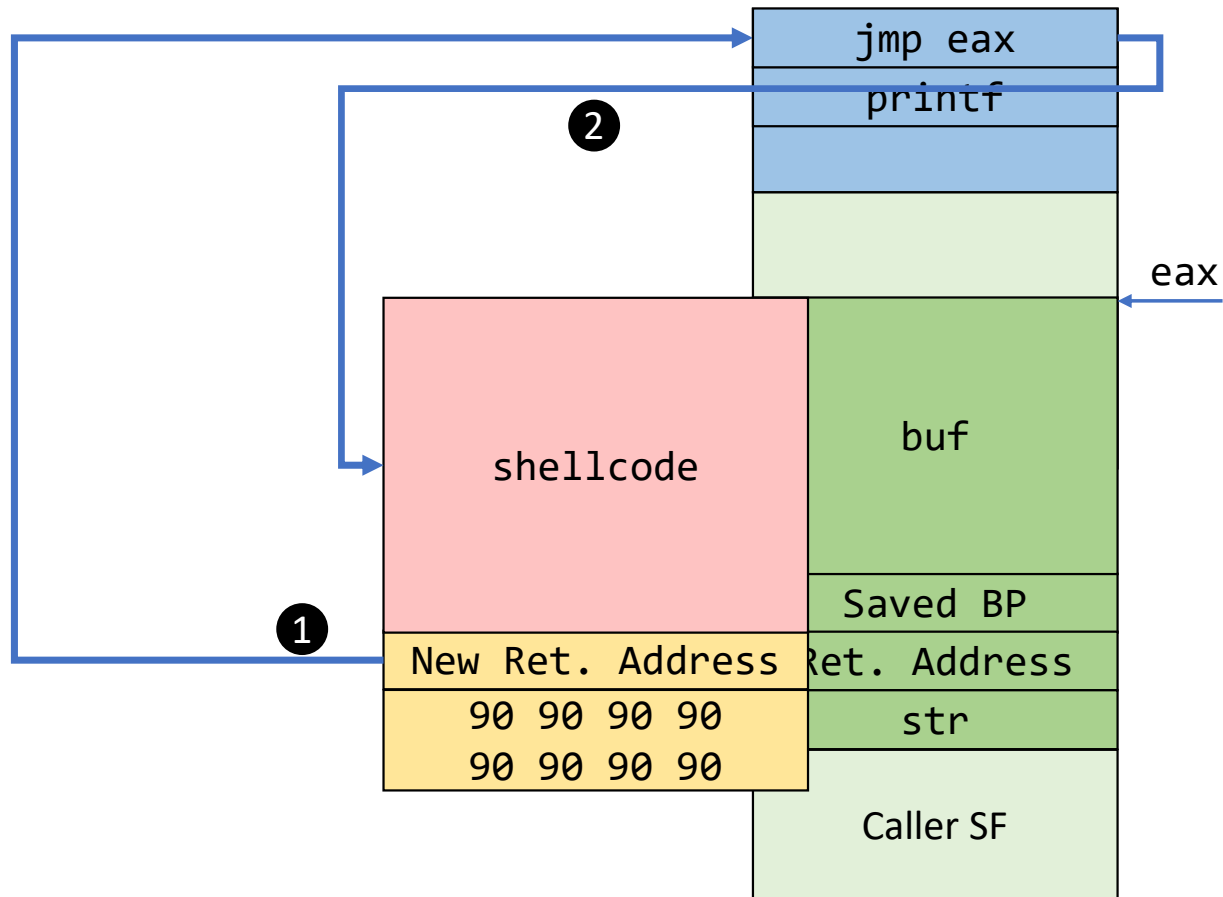 jmp eax
printf
2
eax
buf
shellcode
Saved BP
1
New Ret. Address
Ret. Address
90 90 90 90
str
90 90 90 90
Caller SF